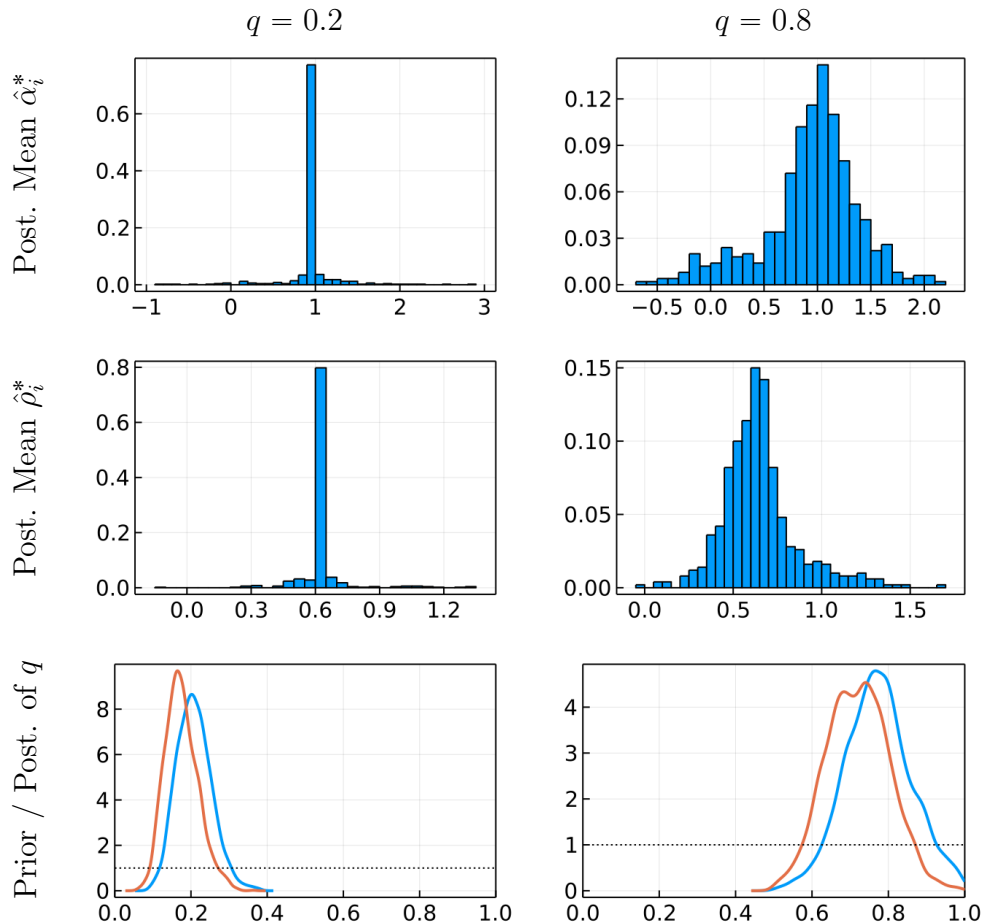 q = 0.2 q = 0.8
Post. Mean α̂*ᵢ
0.6
0.4
0.2
0.0
−1 0 1 2 3
0.12
0.09
0.06
0.03
0.00
−0.5 0.0 0.5 1.0 1.5 2.0
Post. Mean ρ̂*ᵢ
0.8
0.6
0.4
0.2
0.0
0.0 0.3 0.6 0.9 1.2
0.15
0.10
0.05
0.00
0.0 0.5 1.0 1.5
Prior / Post. of q
8
6
4
2
0
0.0 0.2 0.4 0.6 0.8 1.0
4
3
2
1
0
0.0 0.2 0.4 0.6 0.8 1.0